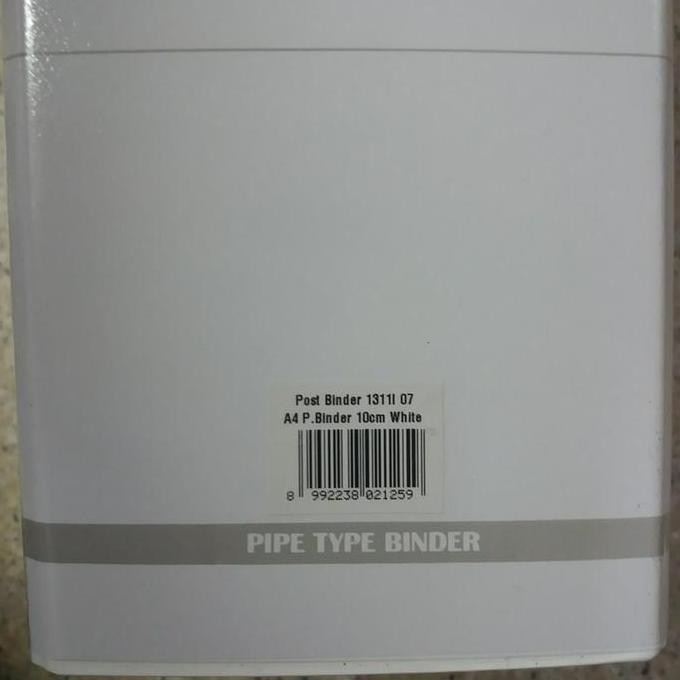 Post Binder 1311I 07
A4 P.Binder 10cm White
8 992238 021259
PIPE TYPE BINDER